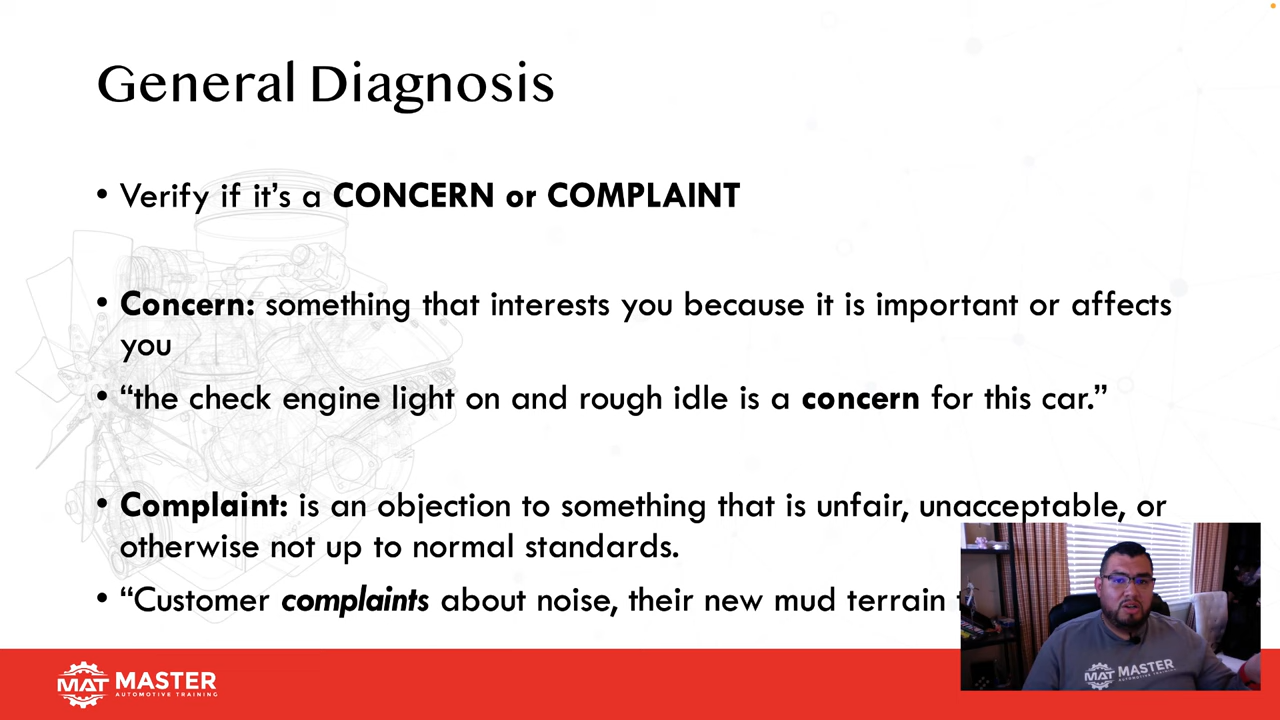 General Diagnosis
• Verify if it’s a CONCERN or COMPLAINT
• Concern: something that interests you because it is important or affects
you
• “the check engine light on and rough idle is a concern for this car.”
• Complaint: is an objection to something that is unfair, unacceptable, or
otherwise not up to normal standards.
• “Customer complaints about noise, their new mud terrain
MAT MASTER
AUTOMOTIVE TRAINING
MAT MASTER